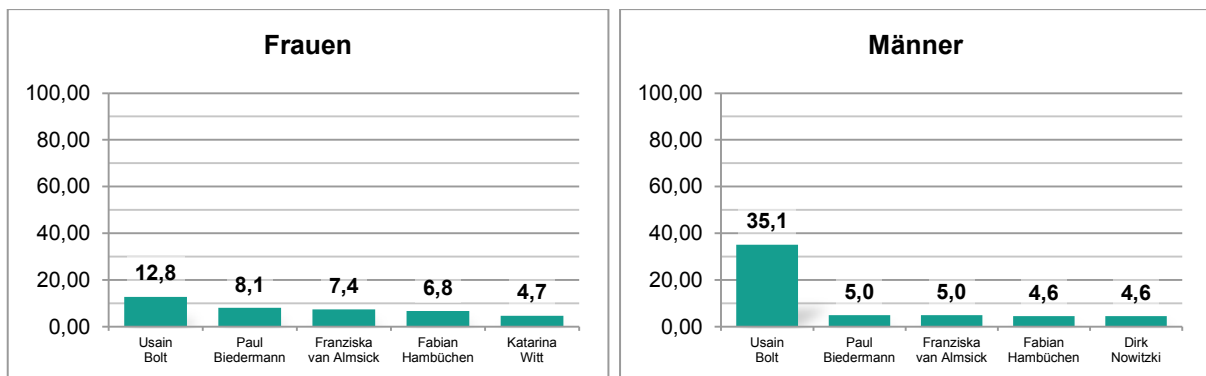 Frauen
100,00
80,00
60,00
40,00
20,00
0,00
12,8
8,1
7,4
6,8
4,7
Usain
Bolt
Paul
Biedermann
Franziska
van Almsick
Fabian
Hambüchen
Katarina
Witt
Männer
100,00
80,00
60,00
40,00
20,00
0,00
35,1
5,0
5,0
4,6
4,6
Usain
Bolt
Paul
Biedermann
Franziska
van Almsick
Fabian
Hambüchen
Dirk
Nowitzki